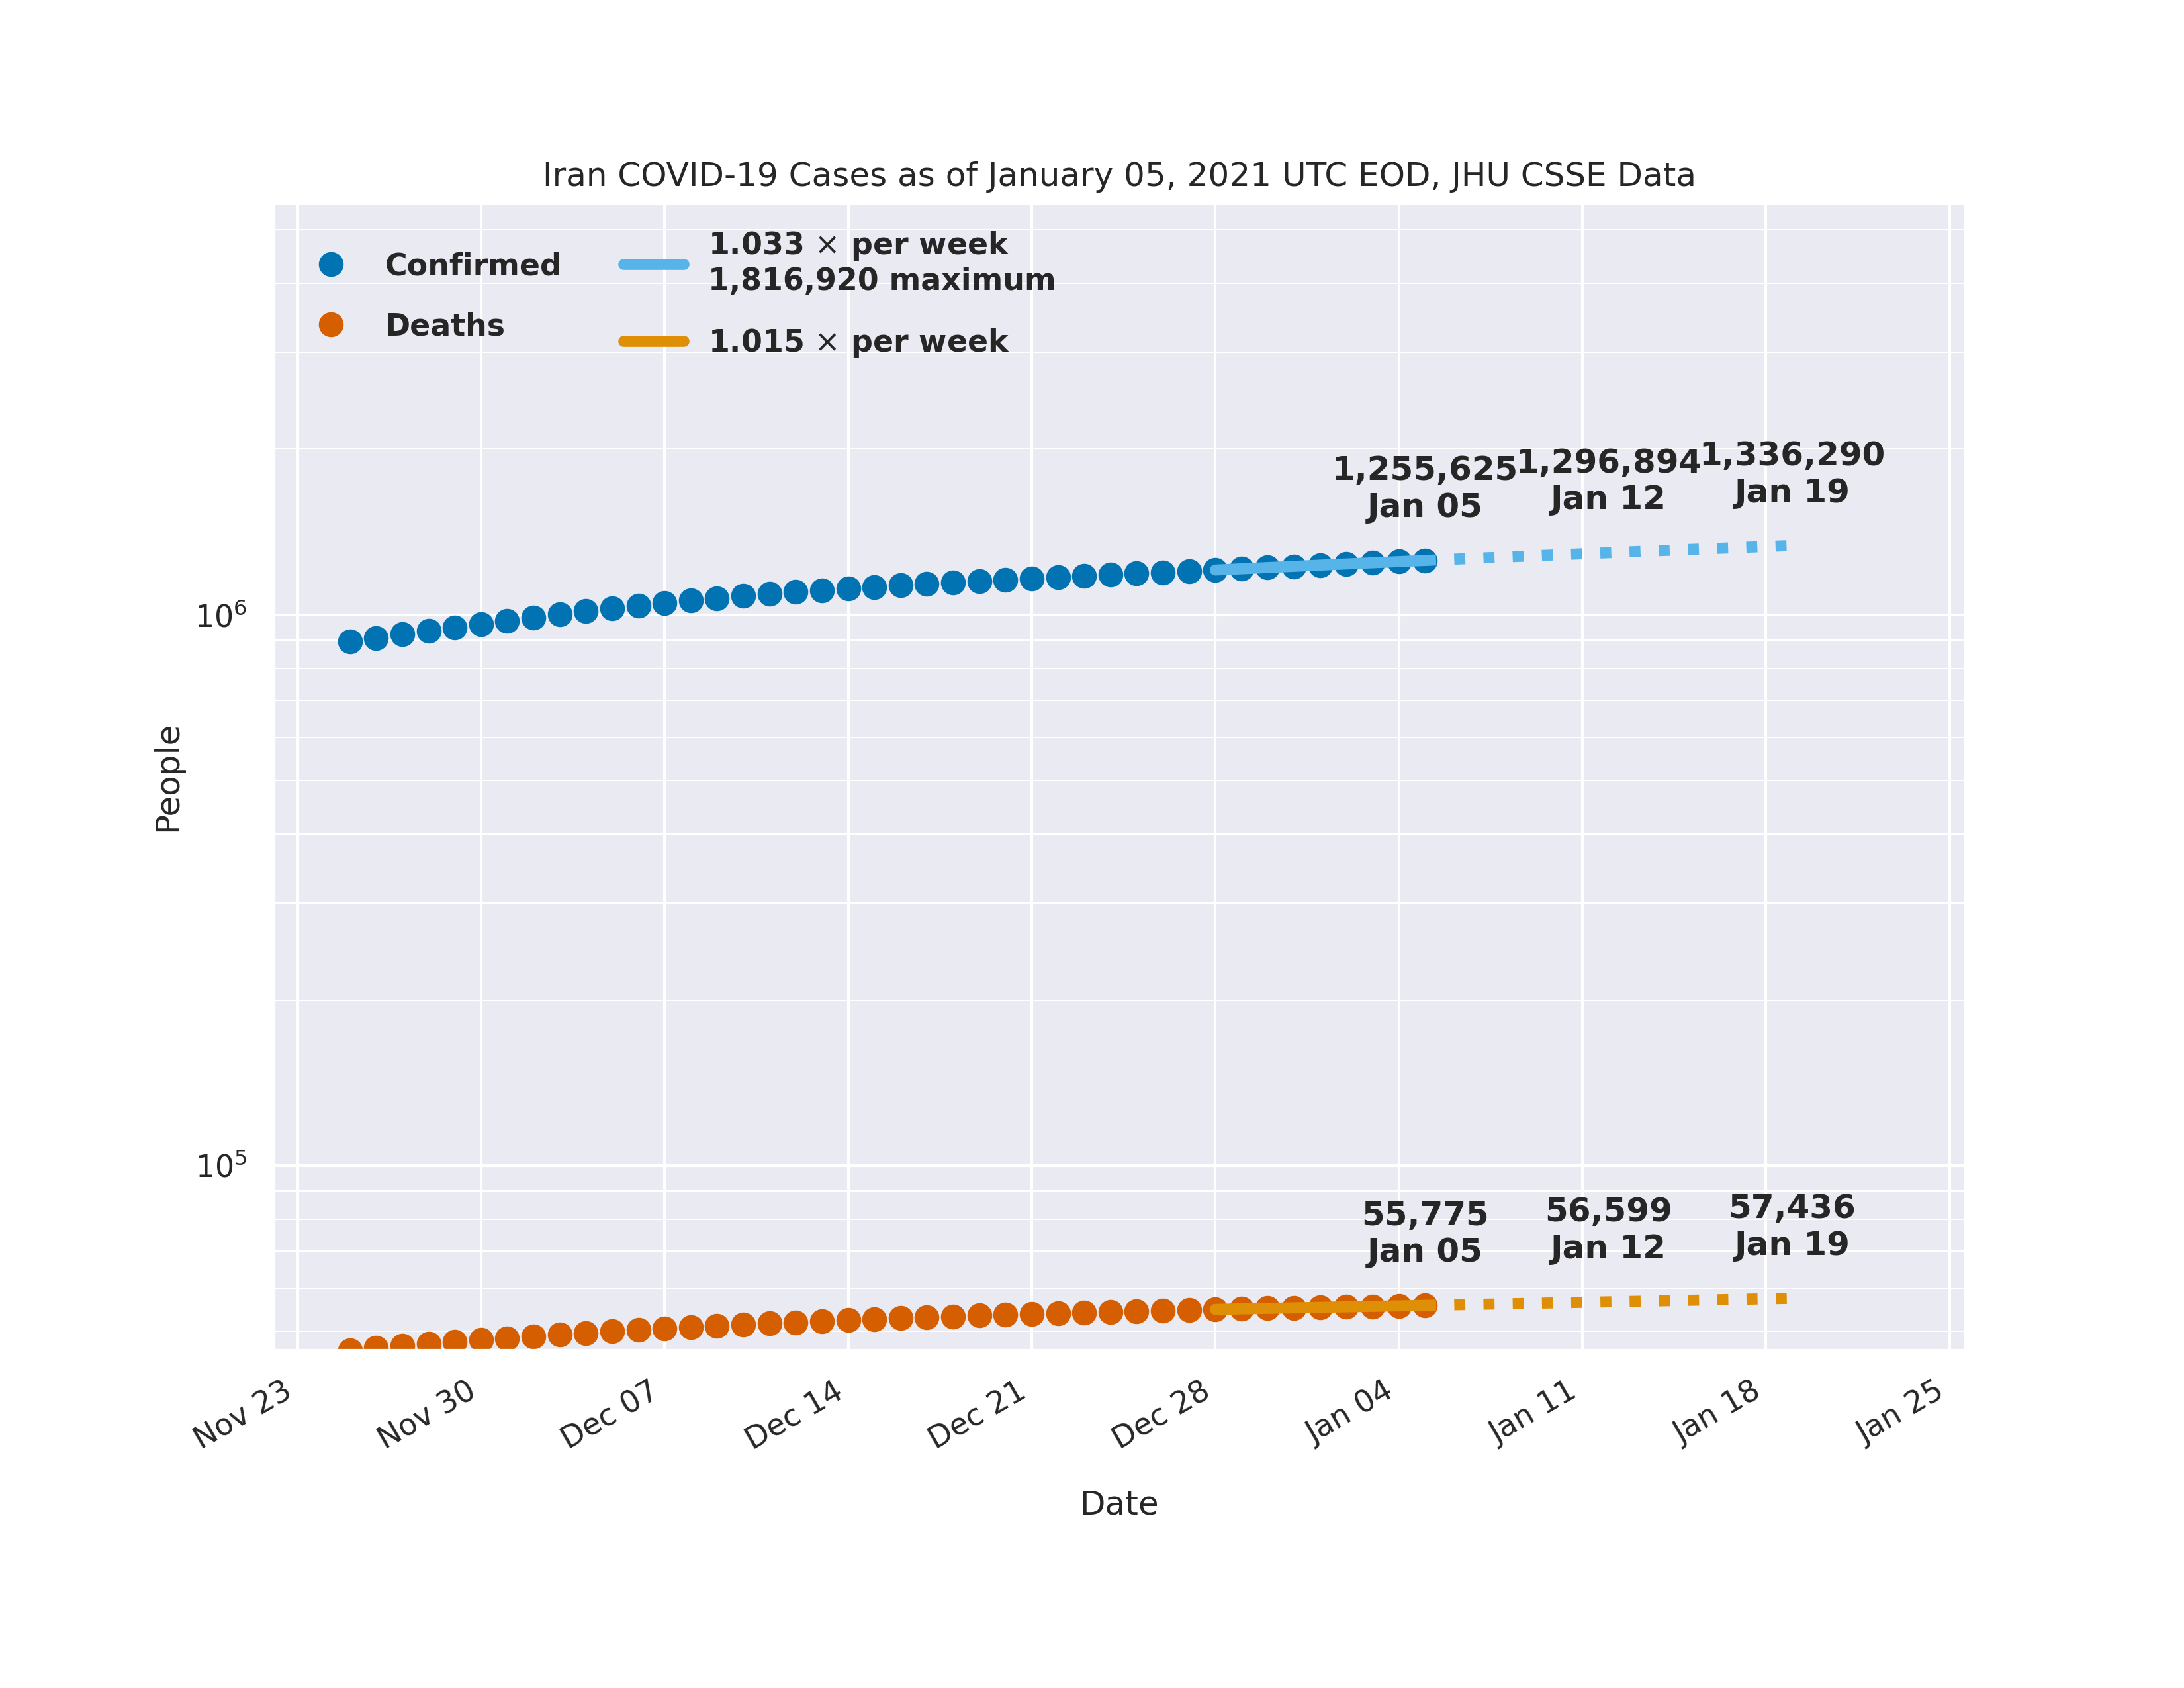 Iran COVID-19 Cases as of January 05, 2021 UTC EOD, JHU CSSE Data
Confirmed
Deaths
1.033 × per week
1,816,920 maximum
1.015 × per week
1,255,625
Jan 05
1,296,894
Jan 12
1,336,290
Jan 19
10⁶
People
10⁵
55,775
Jan 05
56,599
Jan 12
57,436
Jan 19
Nov 23
Nov 30
Dec 07
Dec 14
Dec 21
Dec 28
Jan 04
Jan 11
Jan 18
Jan 25
Date